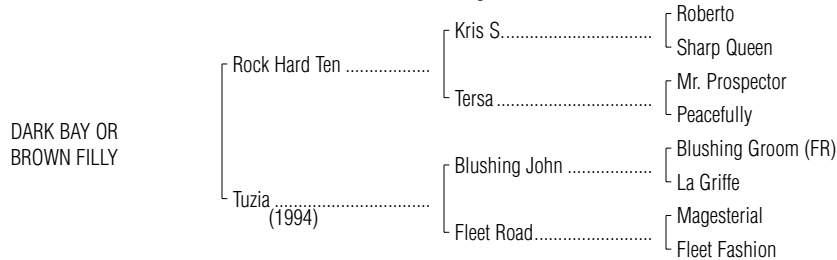 Roberto
Kris S.
Sharp Queen
Rock Hard Ten
Mr. Prospector
Tersa
Peacefully
DARK BAY OR
BROWN FILLY
Blushing Groom (FR)
Blushing John
La Griffe
Tuzia
(1994)
Magesterial
Fleet Road
Fleet Fashion